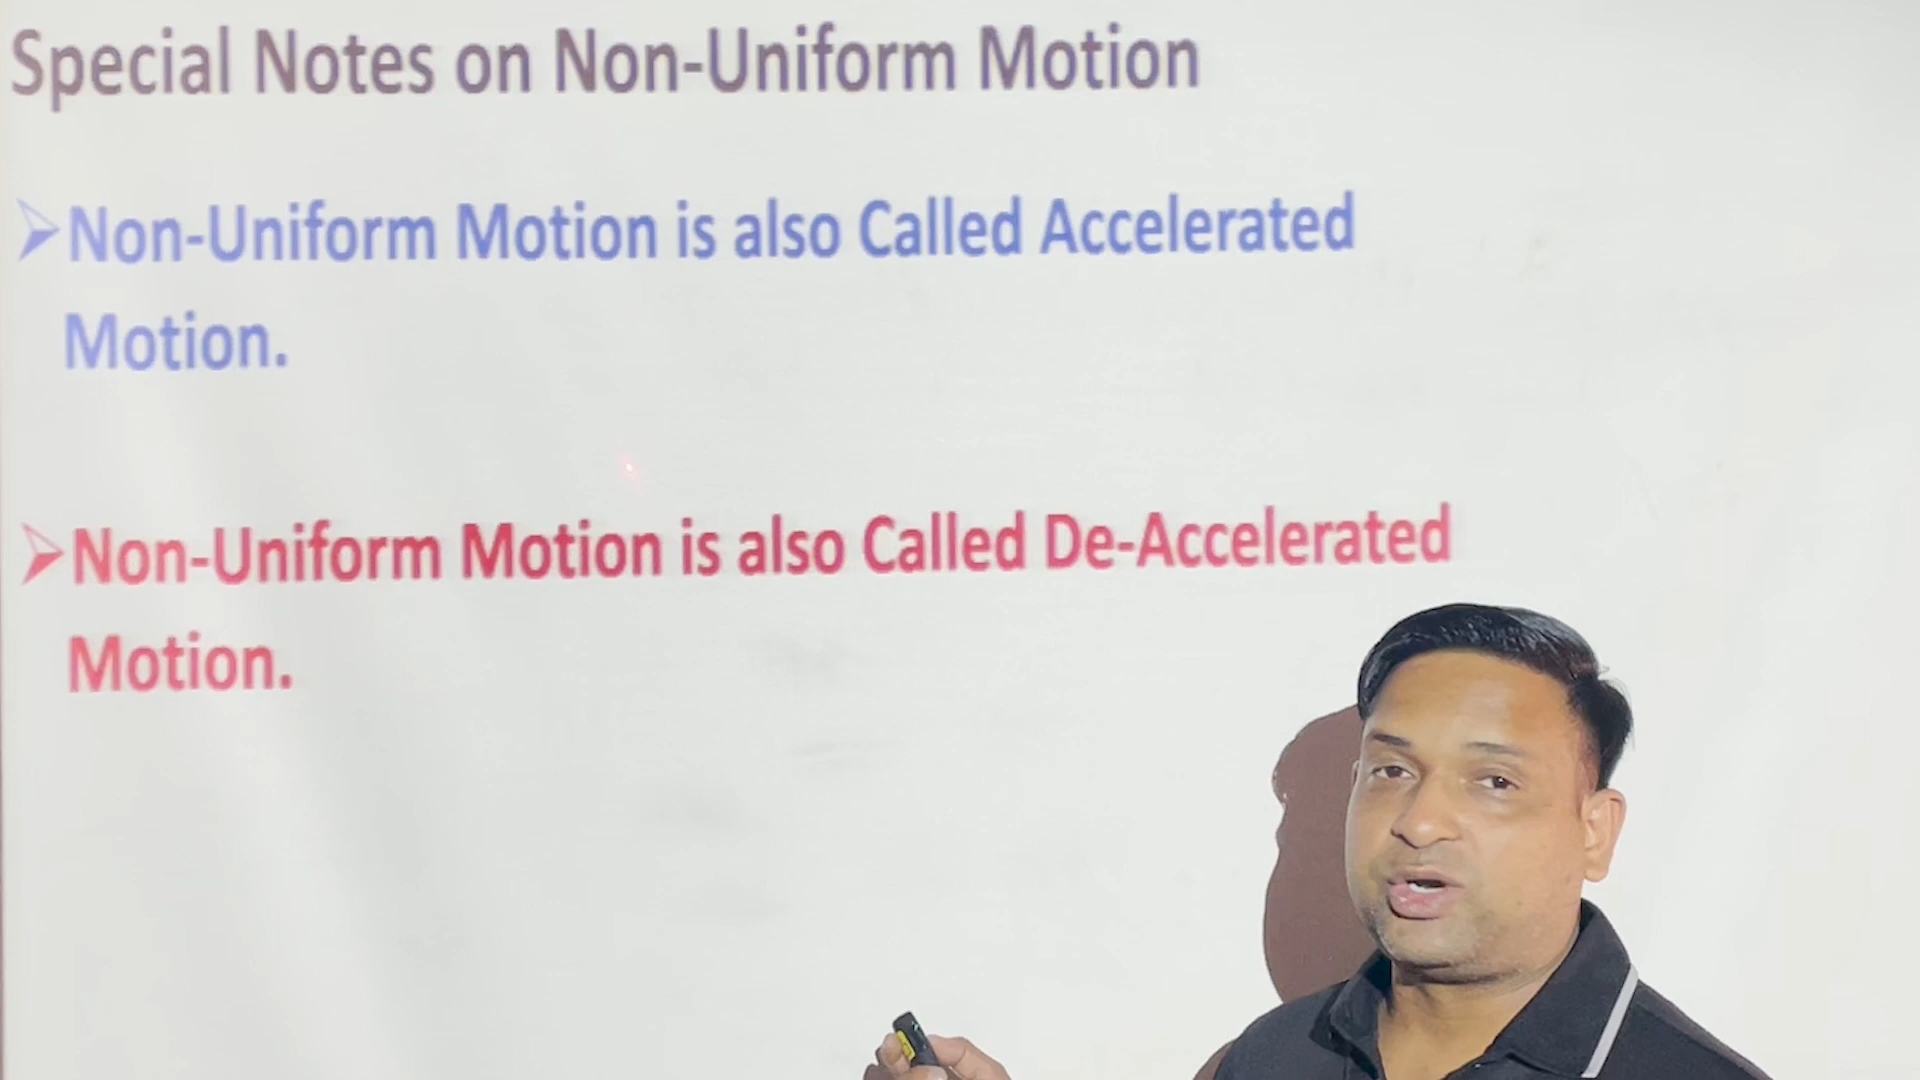 Special Notes on Non-Uniform Motion
Non-Uniform Motion is also Called Accelerated
Motion.
Non-Uniform Motion is also Called De-Accelerated
Motion.